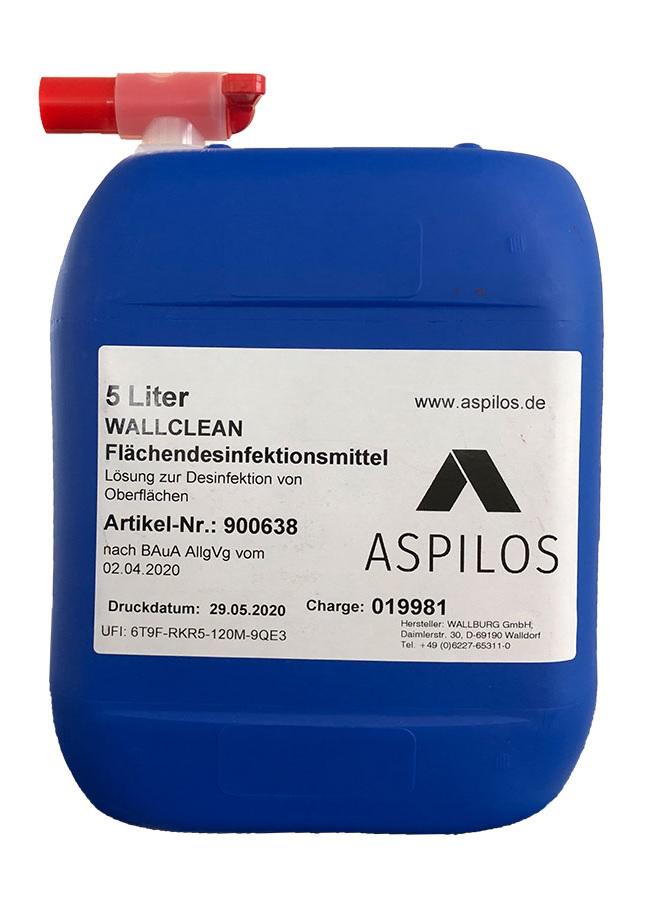 5 Liter
www.aspilos.de
WALLCLEAN
Flächendesinfektionsmittel
Lösung zur Desinfektion von
Oberflächen
Artikel-Nr.: 900638
nach BAuA AllgVg vom
02.04.2020
ASPILOS
Druckdatum: 29.05.2020 Charge: 019981
UFI: 6T9F-RKR5-120M-9QE3
Hersteller: WALLBURG GmbH,
Daimlerstr. 30, D-69190 Walldorf
Tel. +49 (0)6227-65311-0